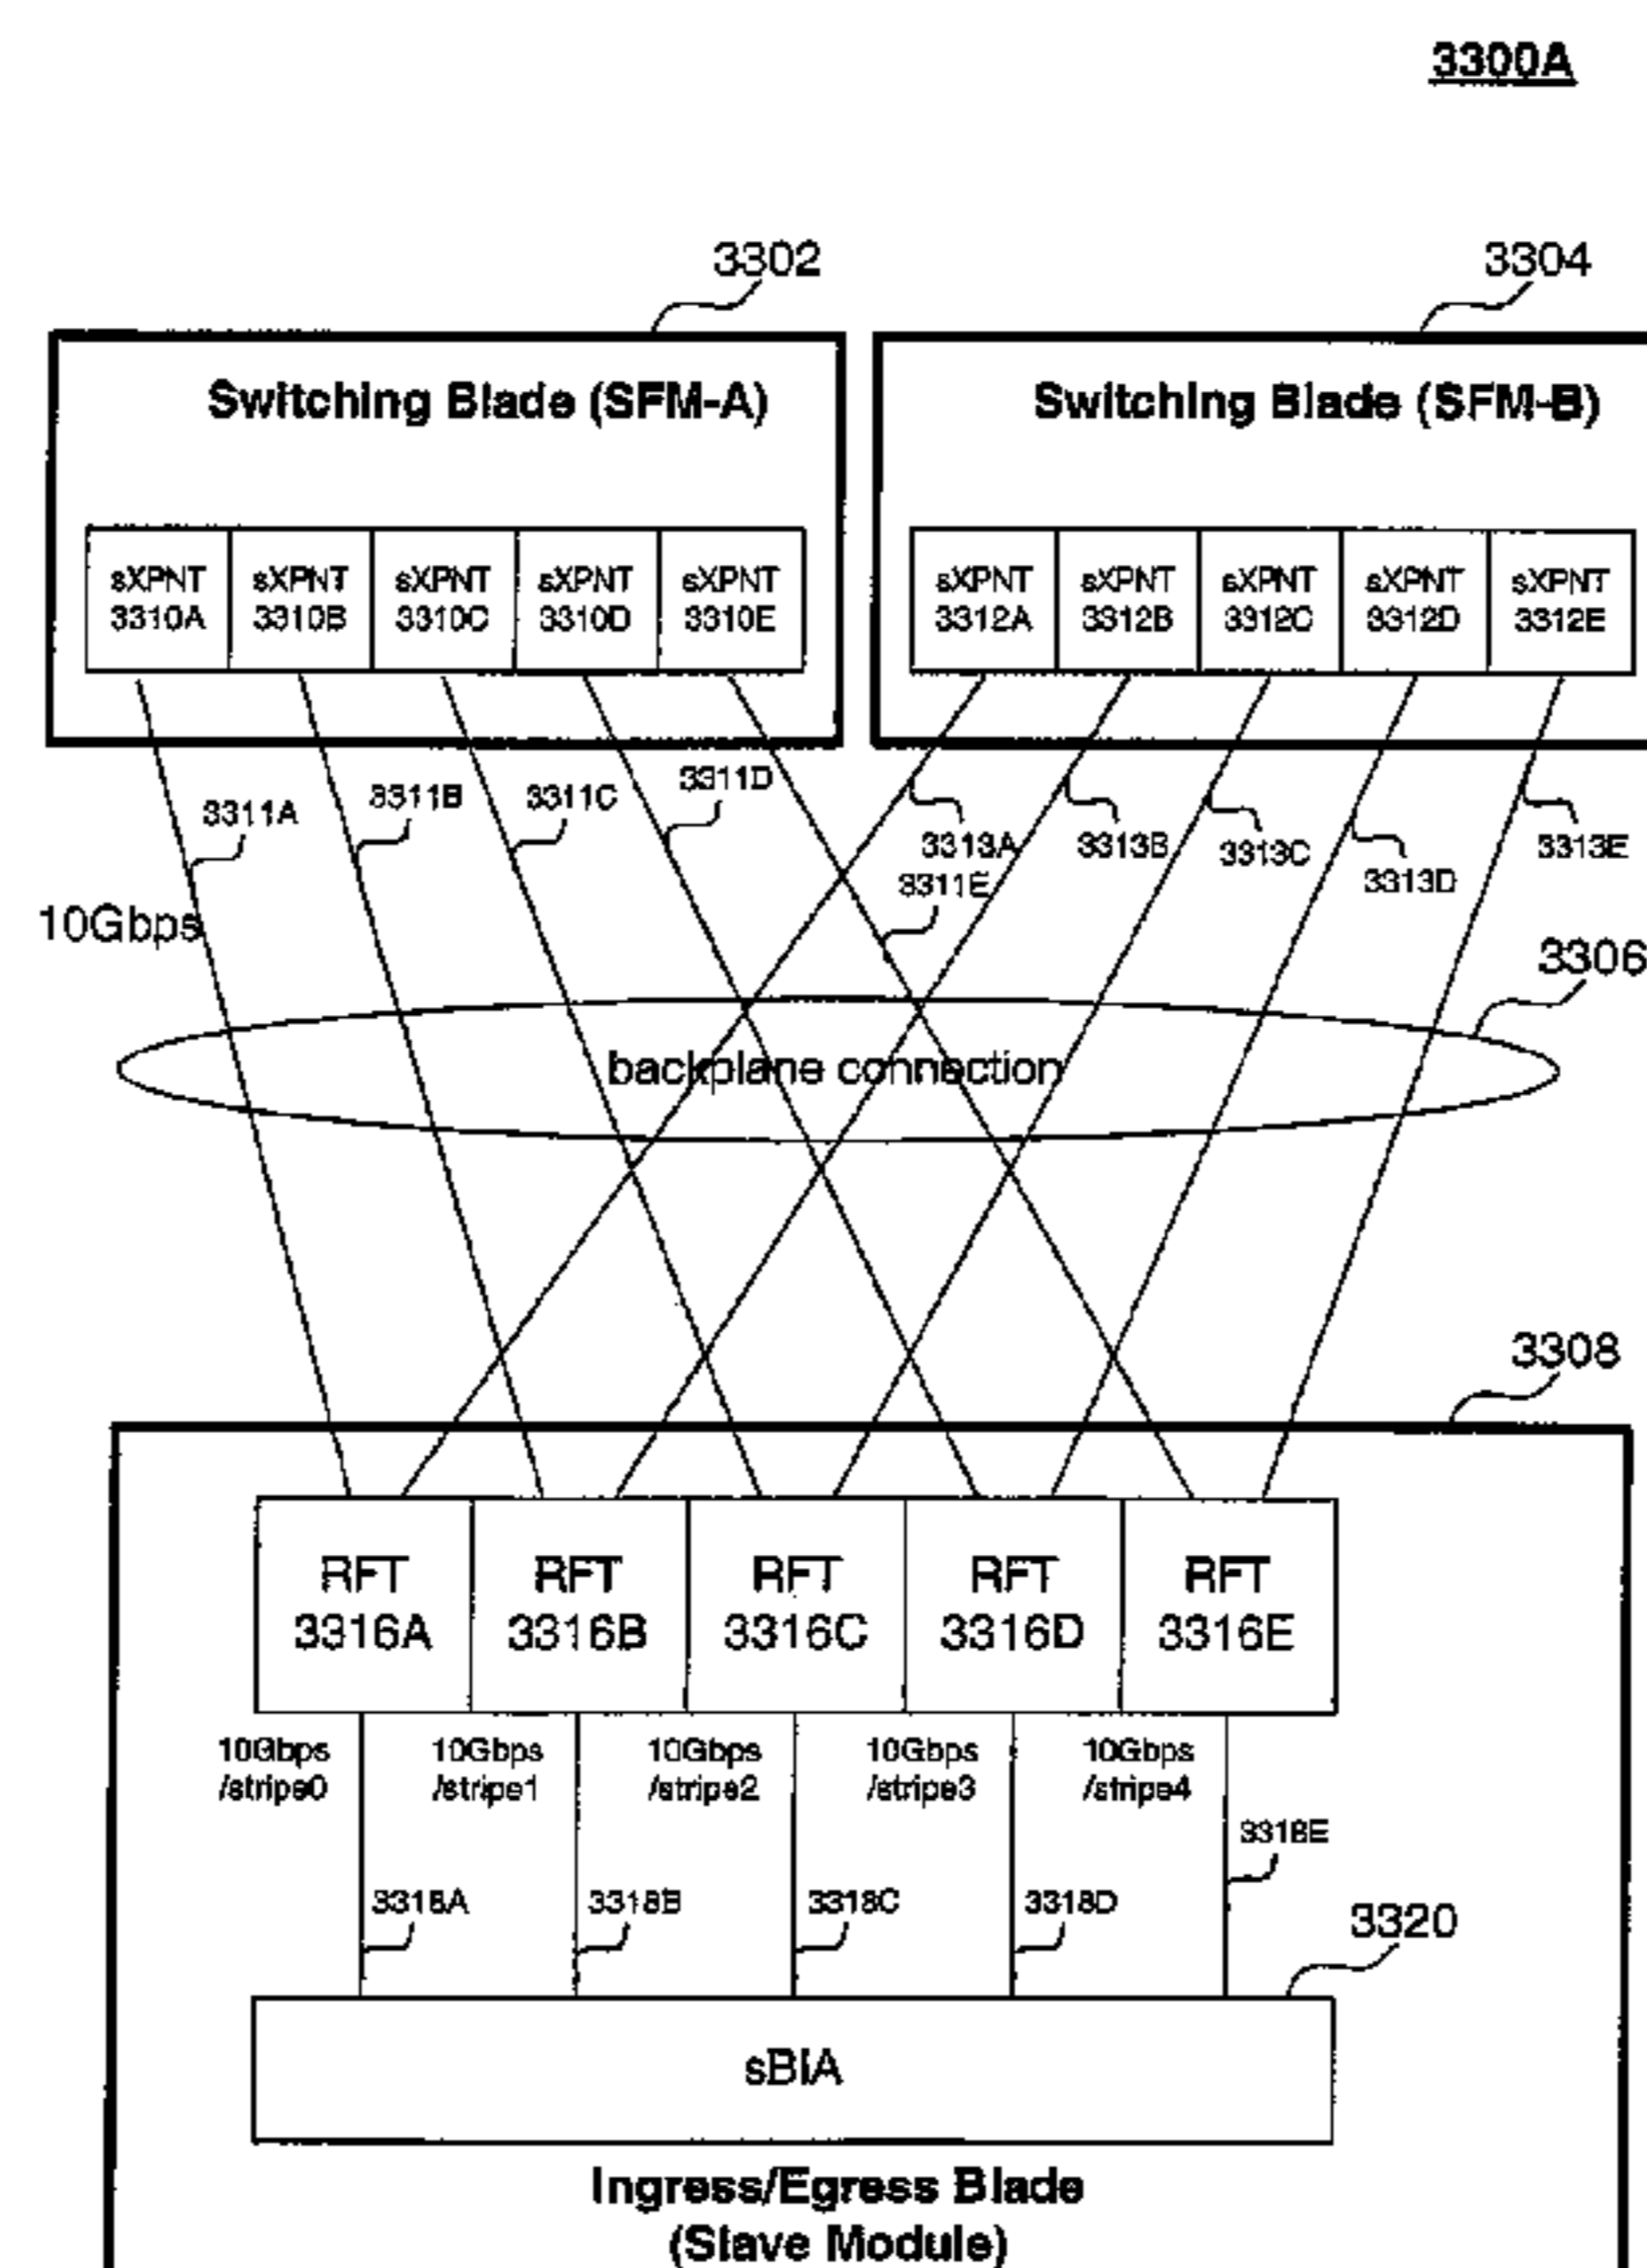 3300A
3302
3304
Switching Blade (SFM-A)
Switching Blade (SFM-B)
sXPNT
3310A
sXPNT
3310B
sXPNT
3310C
sXPNT
3310D
sXPNT
3310E
sXPNT
3312A
sXPNT
3312B
sXPNT
3312C
sXPNT
3312D
sXPNT
3312E
3311A
3311B
3311C
3311D
3313A
3311E
3313B
3313C
3313D
3313E
10Gbps
3306
backplane connection
3308
RFT
3316A
RFT
3316B
RFT
3316C
RFT
3316D
RFT
3316E
10Gbps
/stripe0
10Gbps
/stripe1
10Gbps
/stripe2
10Gbps
/stripe3
10Gbps
/stripe4
3318A
3318B
3318C
3318D
3318E
3320
sBIA
Ingress/Egress Blade
(Slave Module)